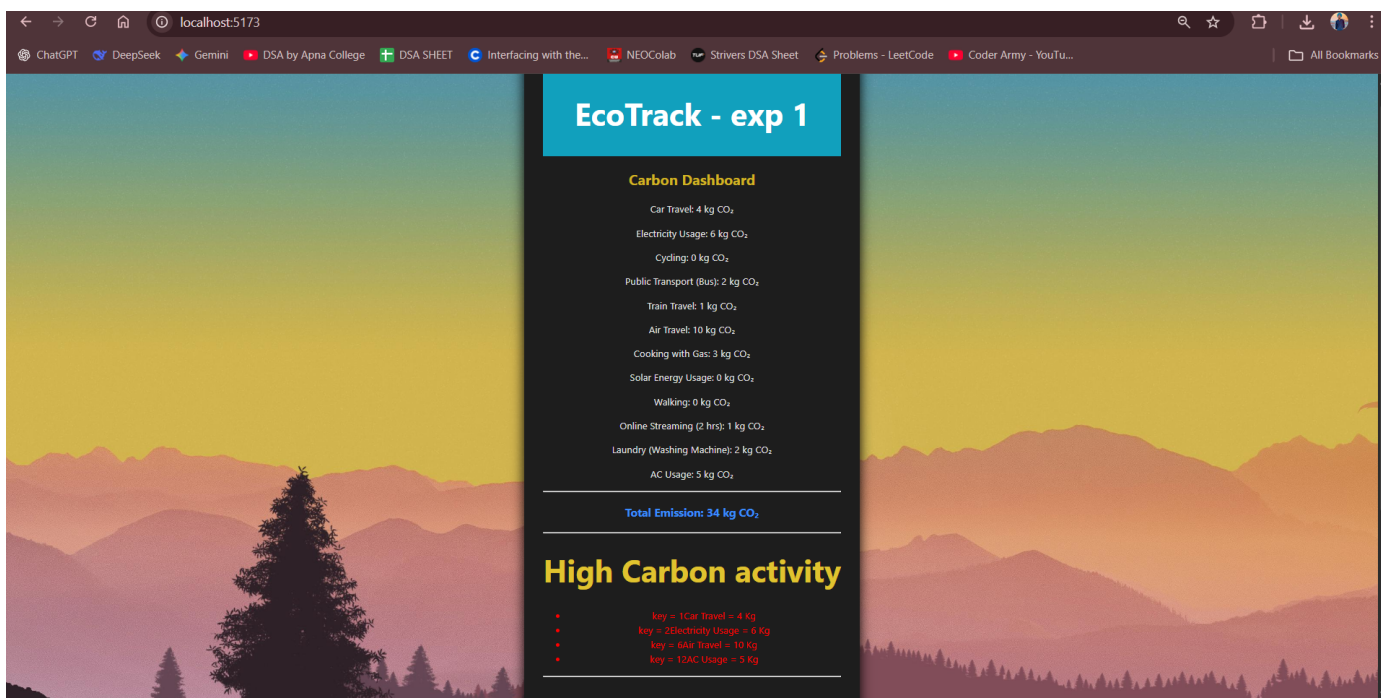 localhost:5173
ChatGPT DeepSeek Gemini DSA by Apna College DSA SHEET Interfacing with the... NEOColab Strivers DSA Sheet Problems - LeetCode Coder Army - YouTu... All Bookmarks
EcoTrack - exp 1
Carbon Dashboard
Car Travel: 4 kg CO₂
Electricity Usage: 6 kg CO₂
Cycling: 0 kg CO₂
Public Transport (Bus): 2 kg CO₂
Train Travel: 1 kg CO₂
Air Travel: 10 kg CO₂
Cooking with Gas: 3 kg CO₂
Solar Energy Usage: 0 kg CO₂
Walking: 0 kg CO₂
Online Streaming (2 hrs): 1 kg CO₂
Laundry (Washing Machine): 2 kg CO₂
AC Usage: 5 kg CO₂
Total Emission: 34 kg CO₂
High Carbon activity
key = 1Car Travel = 4 Kg
key = 2Electricity Usage = 6 Kg
key = 6Air Travel = 10 Kg
key = 12AC Usage = 5 Kg